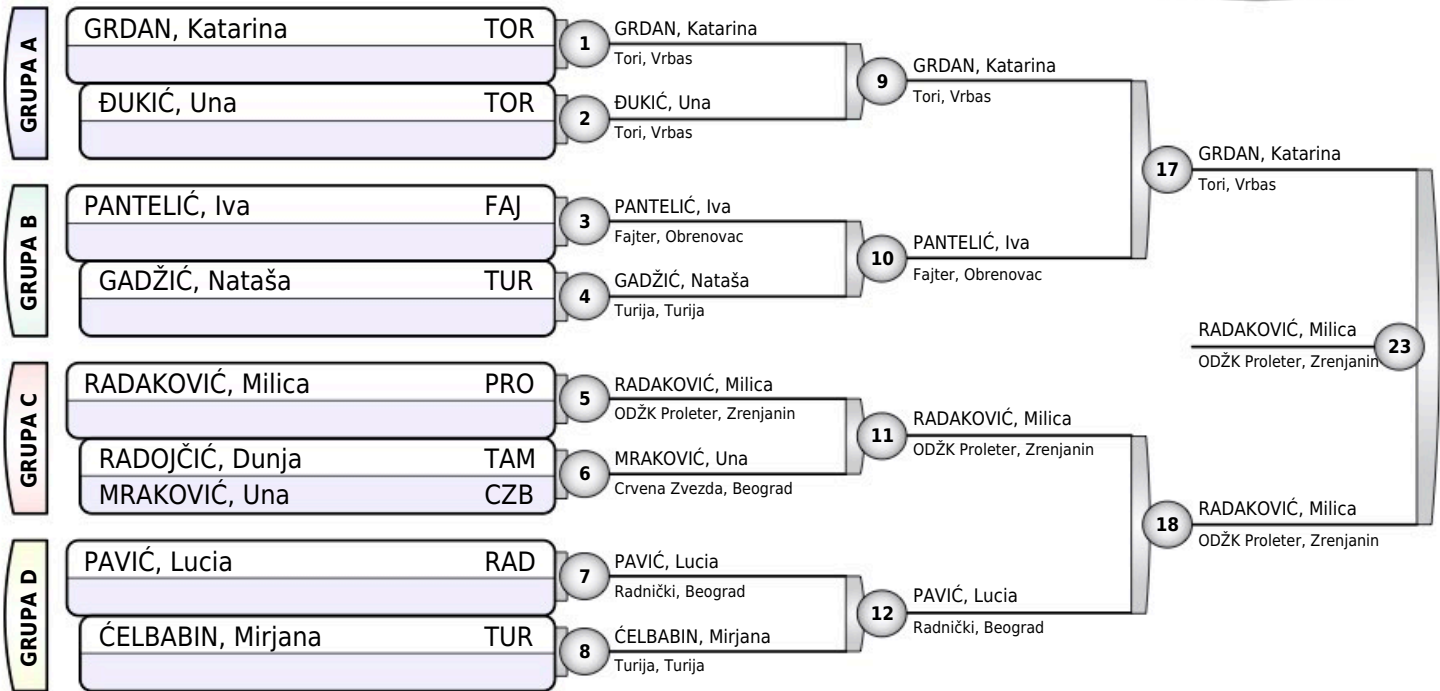 GRUPA A
GRDAN, Katarina TOR
ĐUKIĆ, Una TOR
1
GRDAN, Katarina
Tori, Vrbas
2
ĐUKIĆ, Una
Tori, Vrbas
9
GRDAN, Katarina
Tori, Vrbas
GRUPA B
PANTELIĆ, Iva FAJ
GADŽIĆ, Nataša TUR
3
PANTELIĆ, Iva
Fajter, Obrenovac
4
GADŽIĆ, Nataša
Turija, Turija
10
PANTELIĆ, Iva
Fajter, Obrenovac
17
GRDAN, Katarina
Tori, Vrbas
GRUPA C
RADAKOVIĆ, Milica PRO
RADOJČIĆ, Dunja TAM
MRAKOVIĆ, Una CZB
5
RADAKOVIĆ, Milica
ODŽK Proleter, Zrenjanin
6
MRAKOVIĆ, Una
Crvena Zvezda, Beograd
11
RADAKOVIĆ, Milica
ODŽK Proleter, Zrenjanin
GRUPA D
PAVIĆ, Lucia RAD
ĆELBABIN, Mirjana TUR
7
PAVIĆ, Lucia
Radnički, Beograd
8
ĆELBABIN, Mirjana
Turija, Turija
12
PAVIĆ, Lucia
Radnički, Beograd
18
RADAKOVIĆ, Milica
ODŽK Proleter, Zrenjanin
RADAKOVIĆ, Milica
ODŽK Proleter, Zrenjanin
23